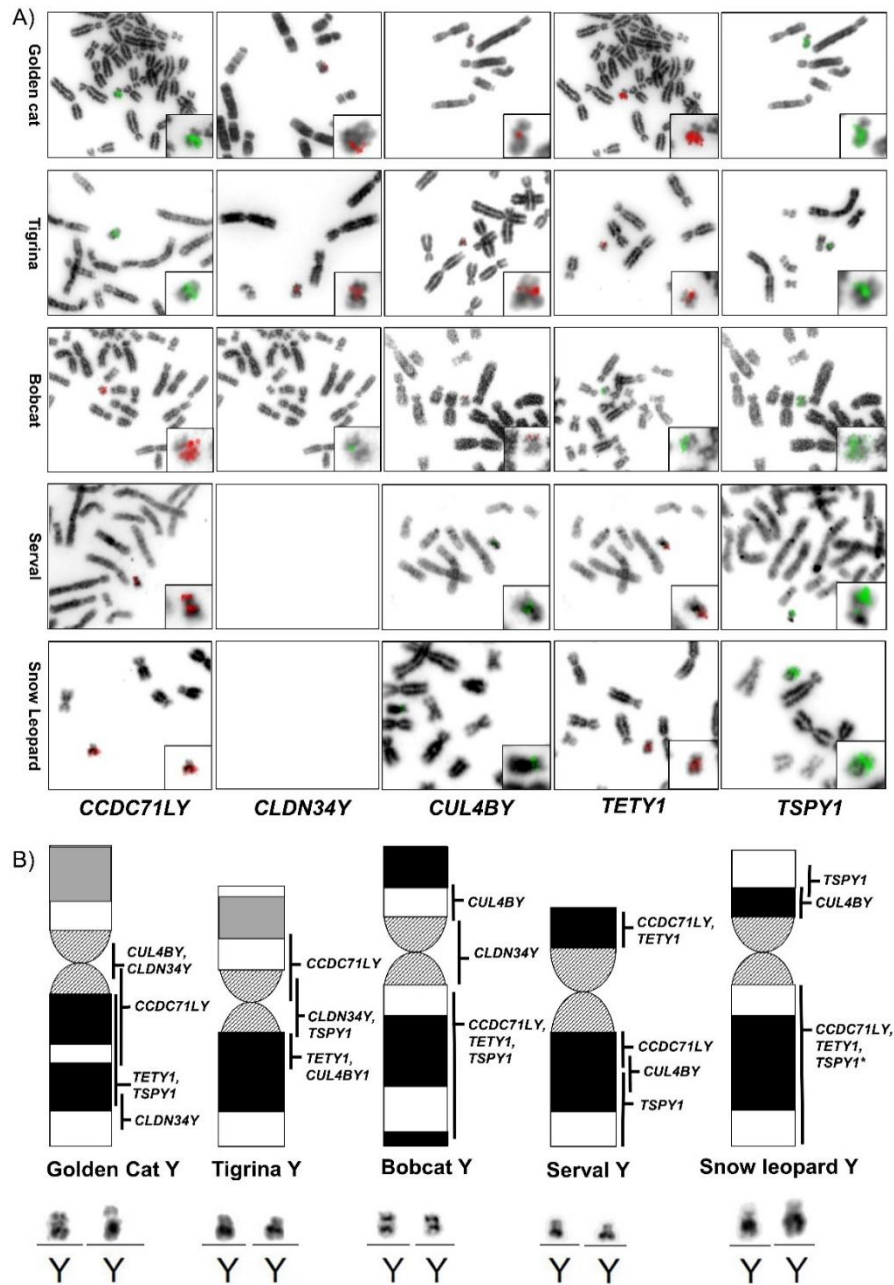 A)
Golden cat
Tigrina
Bobcat
Serval
Snow Leopard
CCDC71LY CLDN34Y CUL4BY TETY1 TSPY1
B)
CUL4BY,
CLDN34Y
CCDC71LY
TETY1,
TSPY1
CLDN34Y
Golden Cat Y
CCDC71LY
CLDN34Y,
TSPY1
TETY1,
CUL4BY1
Tigrina Y
CUL4BY
CLDN34Y
CCDC71LY,
TETY1,
TSPY1
Bobcat Y
CCDC71LY,
TETY1
CCDC71LY
CUL4BY
TSPY1
Serval Y
TSPY1
CUL4BY
CCDC71LY,
TETY1,
TSPY1*
Snow leopard Y
Y Y Y Y Y Y Y Y Y Y